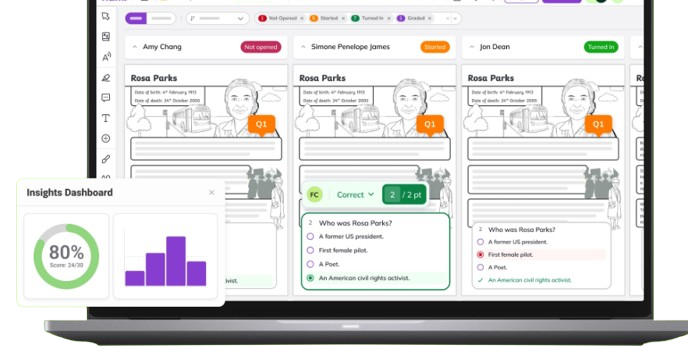 Not Opened × Started × Turned In × Graded ×
Amy Chang
Not opened
Simone Penelope James
Started
Jon Dean
Turned In
Rosa Parks
Date of birth: 4th February 1913
Date of death: 24th October 2005
Q1
Rosa Parks
Date of birth: 4th February 1913
Date of death: 24th October 2005
Q1
Rosa Parks
Date of birth: 4th February 1913
Date of death: 24th October 2005
Q1
Insights Dashboard ×
80%
Score: 24/30
FC Correct 2 / 2 pt
2 Who was Rosa Parks?
A former US president.
First female pilot.
A Poet.
An American civil rights activist.
2 Who was Rosa Parks?
A former US president.
First female pilot.
A Poet.
An American civil rights activist.